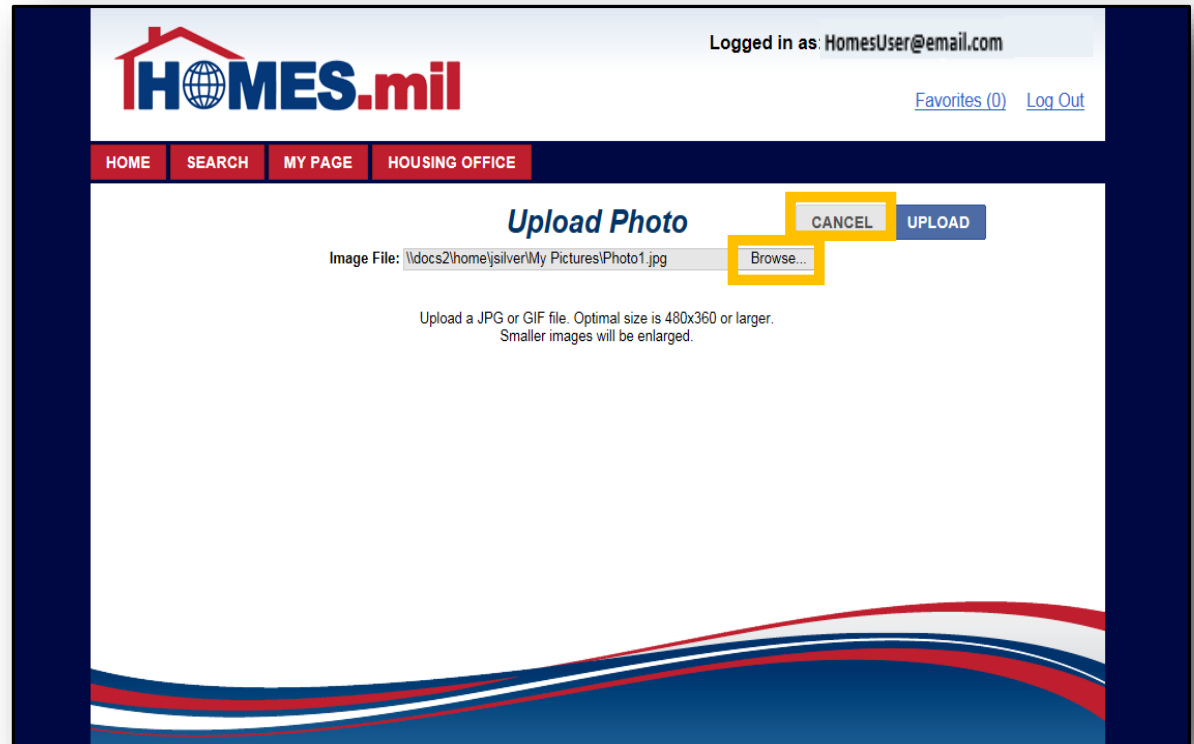 HOMES.mil
Logged in as: HomesUser@email.com
Favorites (0) Log Out
HOME SEARCH MY PAGE HOUSING OFFICE
Upload Photo CANCEL UPLOAD
Image File: \\docs2\home\jsilver\My Pictures\Photo1.jpg Browse...
Upload a JPG or GIF file. Optimal size is 480x360 or larger.
Smaller images will be enlarged.